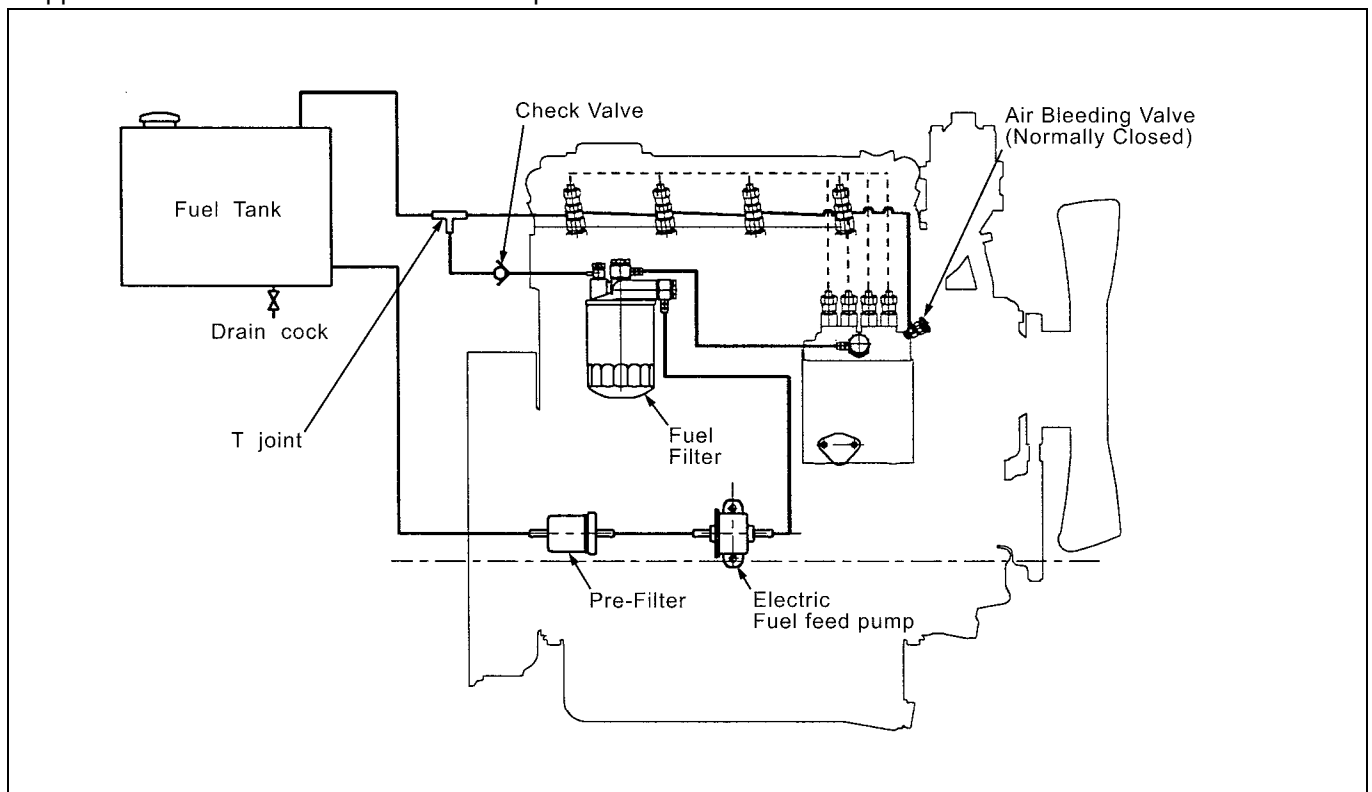 Check Valve
Air Bleeding Valve
(Normally Closed)
Fuel Tank
Drain cock
T joint
Fuel
Filter
Pre-Filter
Electric
Fuel feed pump